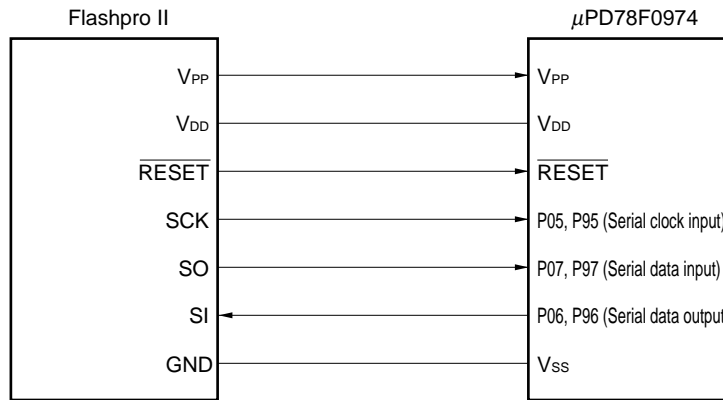 Flashpro II μPD78F0974
VPP VPP
VDD VDD
RESET RESET
SCK P05, P95 (Serial clock input)
SO P07, P97 (Serial data input)
SI P06, P96 (Serial data output
GND VSS